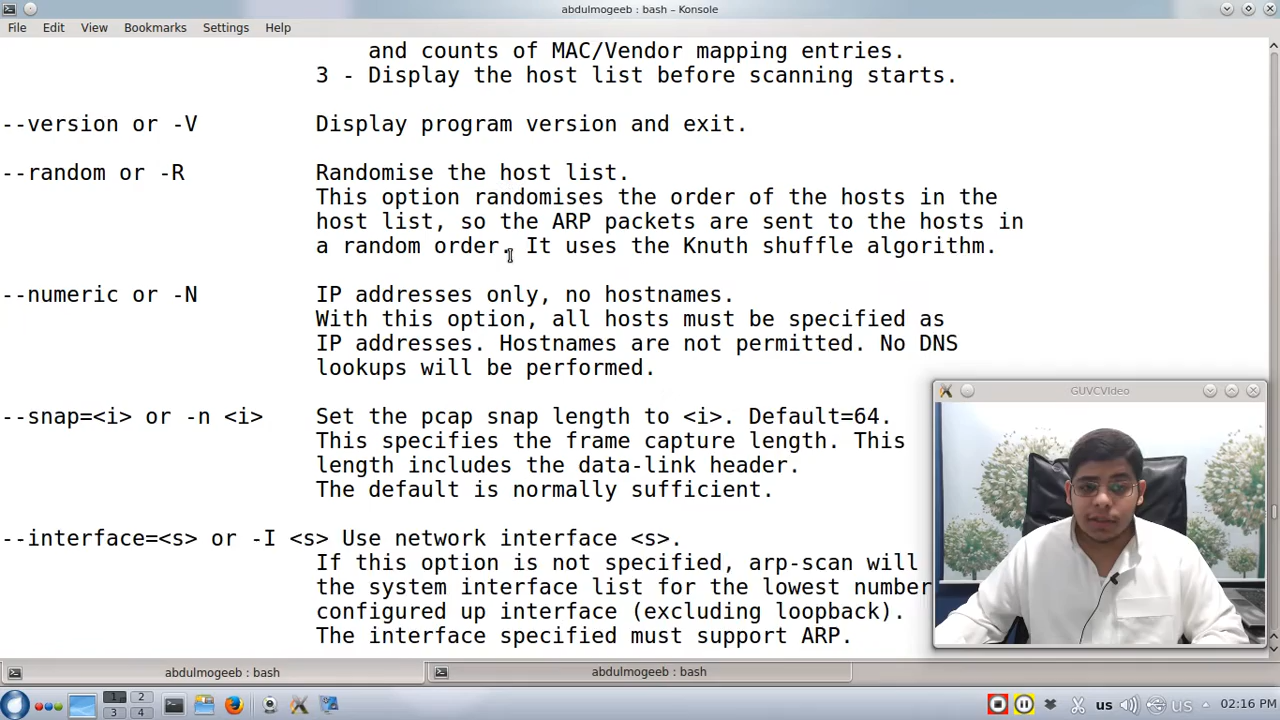 abdulmogeeb : bash – Konsole
File Edit View Bookmarks Settings Help
and counts of MAC/Vendor mapping entries.
3 - Display the host list before scanning starts.
--version or -V Display program version and exit.
--random or -R Randomise the host list.
This option randomises the order of the hosts in the
host list, so the ARP packets are sent to the hosts in
a random order. It uses the Knuth shuffle algorithm.
--numeric or -N IP addresses only, no hostnames.
With this option, all hosts must be specified as
IP addresses. Hostnames are not permitted. No DNS
lookups will be performed.
--snap=<i> or -n <i> Set the pcap snap length to <i>. Default=64.
This specifies the frame capture length. This
length includes the data-link header.
The default is normally sufficient.
--interface=<s> or -I <s> Use network interface <s>.
If this option is not specified, arp-scan will
the system interface list for the lowest number
configured up interface (excluding loopback).
The interface specified must support ARP.
GUVCVIdeo
abdulmogeeb : bash
abdulmogeeb : bash
1 2
3 4
us
us
02:16 PM